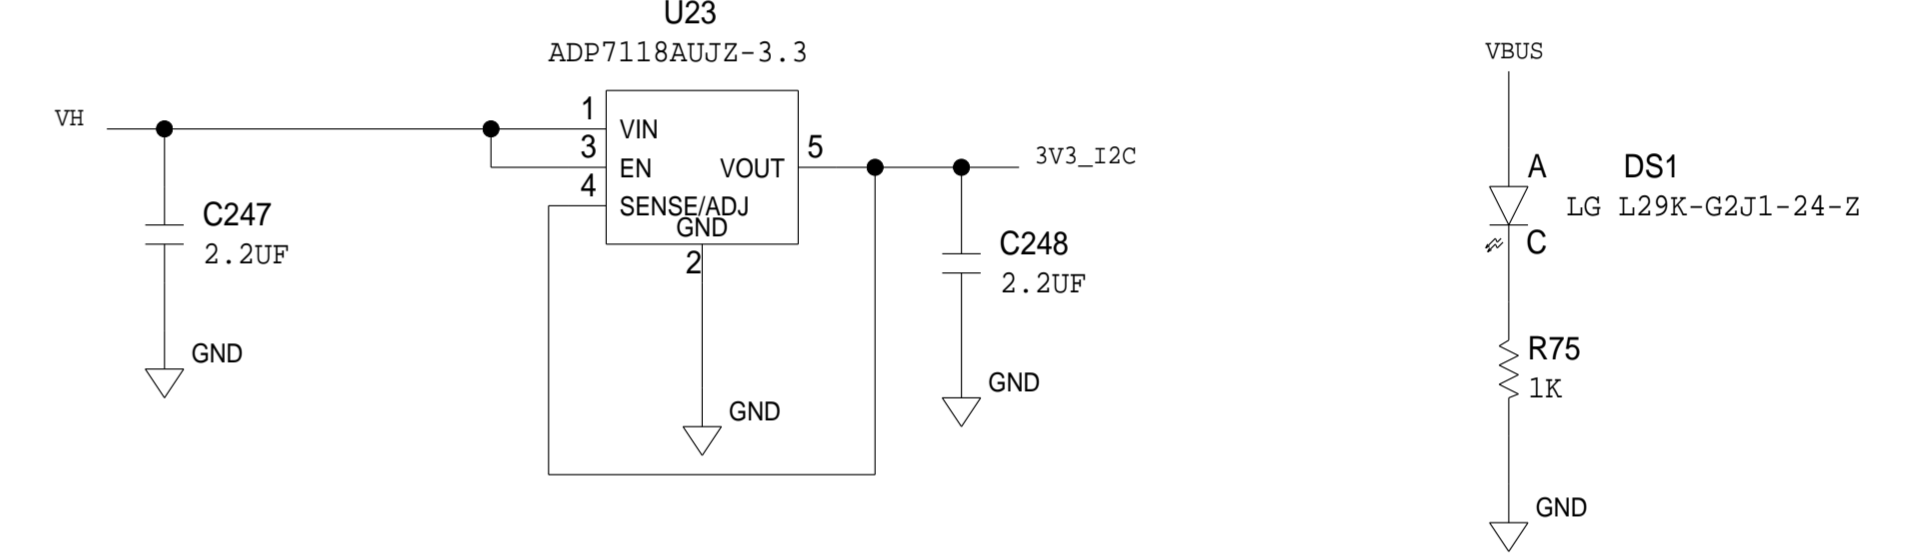 U23
ADP7118AUJZ-3.3
VH
1
VIN
3
EN
4
SENSE/ADJ
GND
VOUT
5
2
3V3_I2C
C247
2.2UF
GND
C248
2.2UF
GND
GND
VBUS
A
DS1
LG L29K-G2J1-24-Z
C
R75
1K
GND